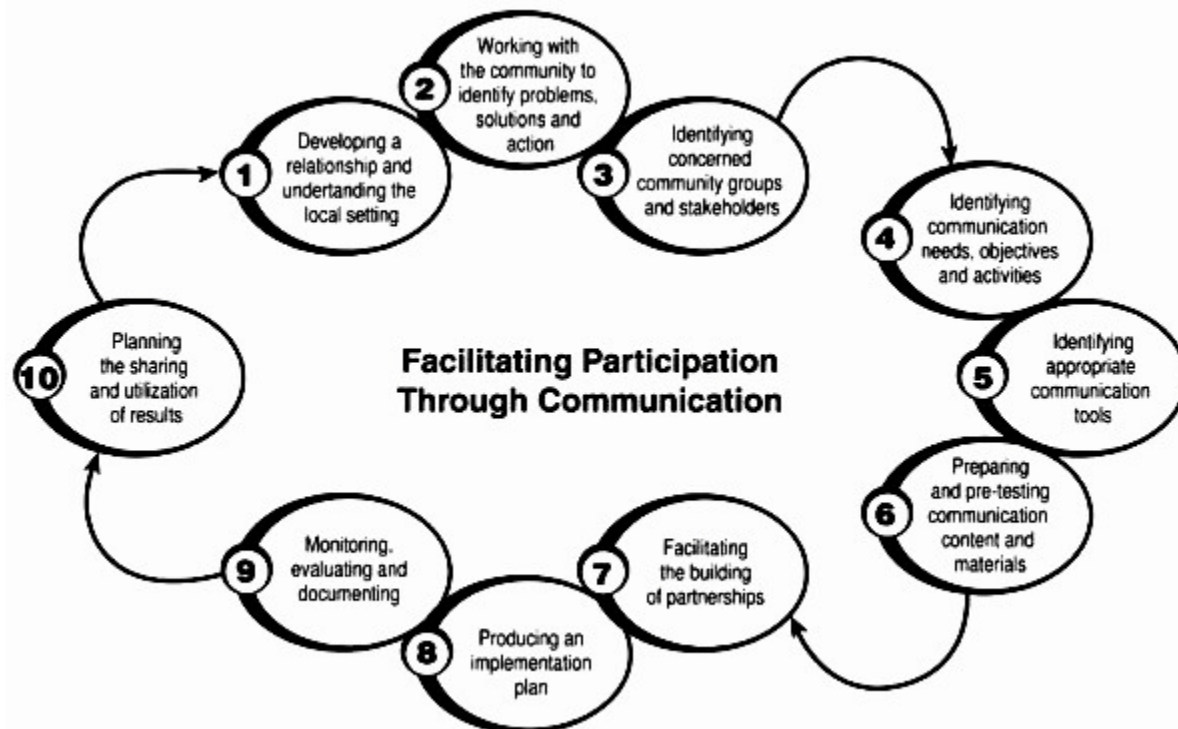 1
Developing a
relationship and
undertanding the
local setting
2
Working with
the community to
identify problems,
solutions and
action
3
Identifying
concerned
community groups
and stakeholders
4
Identifying
communication
needs, objectives
and activities
5
Identifying
appropriate
communication
tools
6
Preparing
and pre-testing
communication
content and
materials
7
Facilitating
the building
of partnerships
8
Producing an
implementation
plan
9
Monitoring,
evaluating and
documenting
10
Planning
the sharing
and utilization
of results
Facilitating Participation
Through Communication